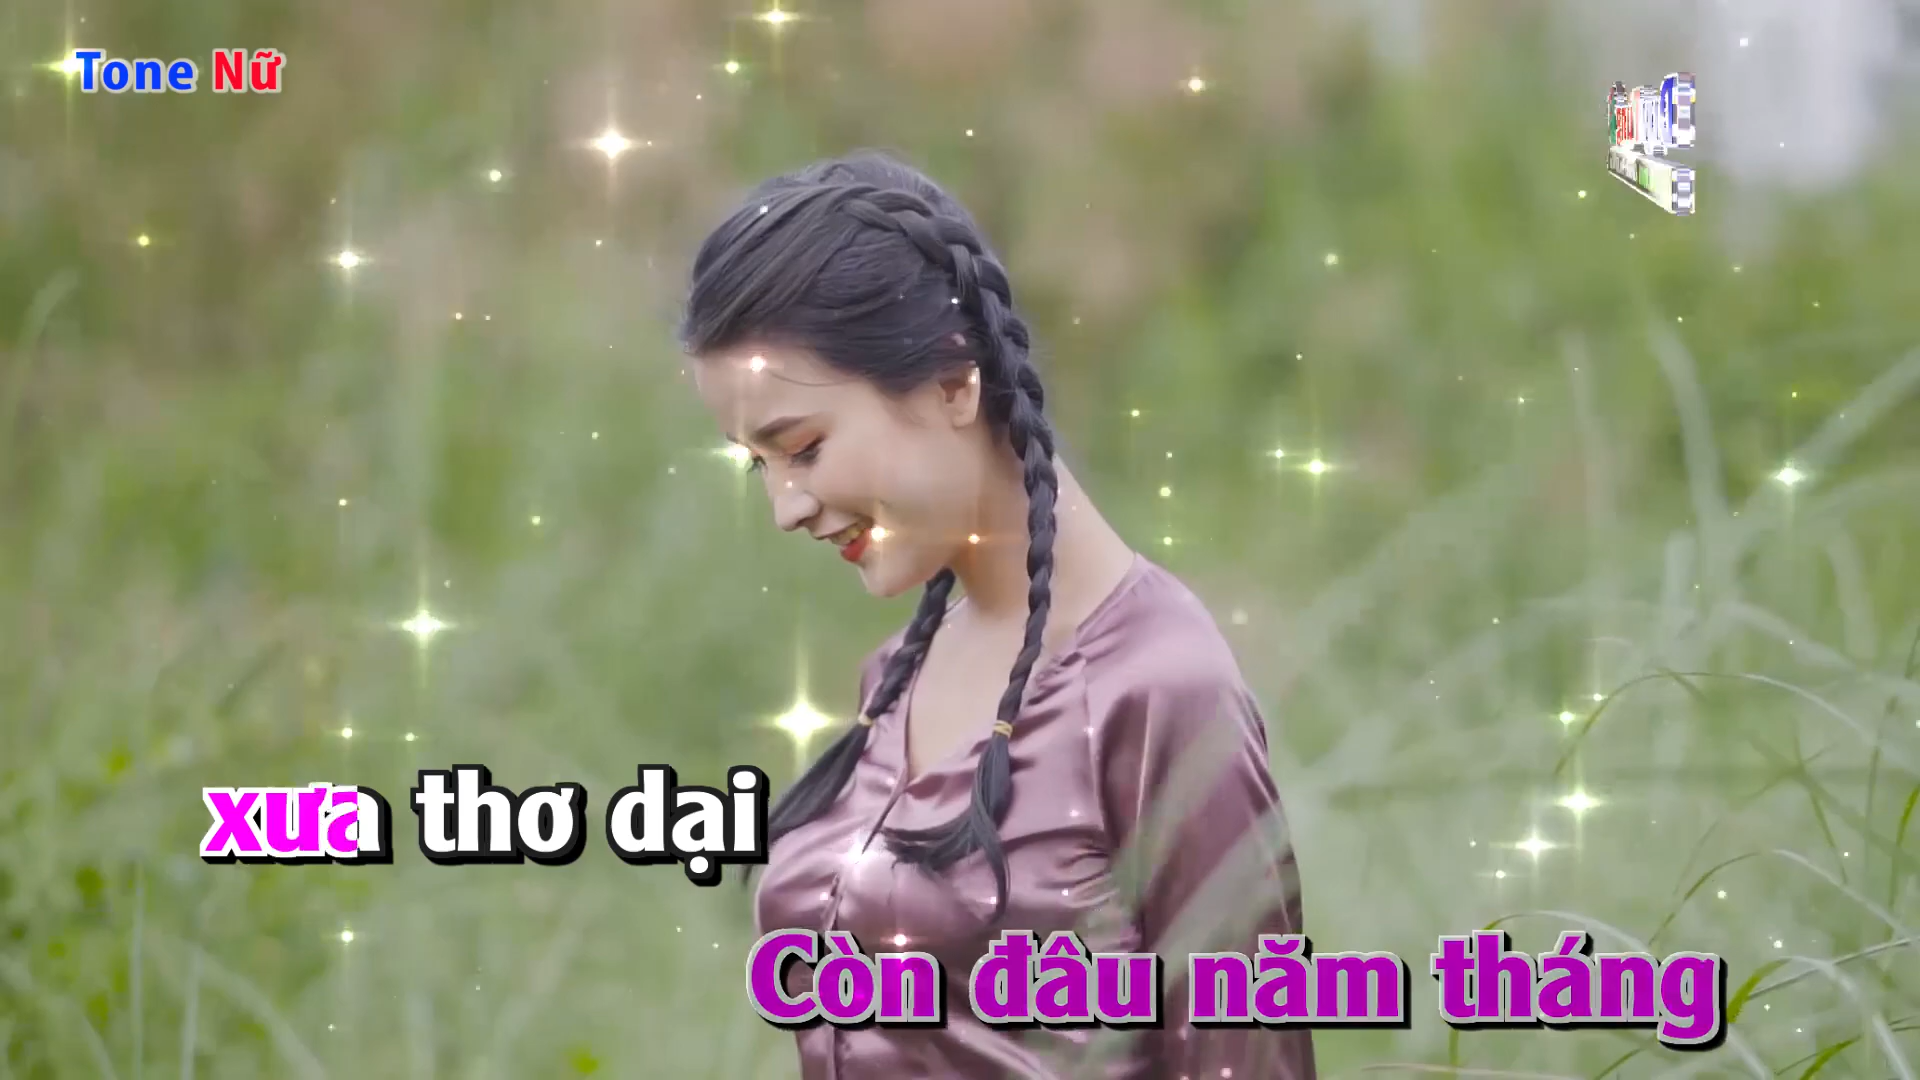 Tone Nữ
xưa thơ dại
Còn đâu năm tháng